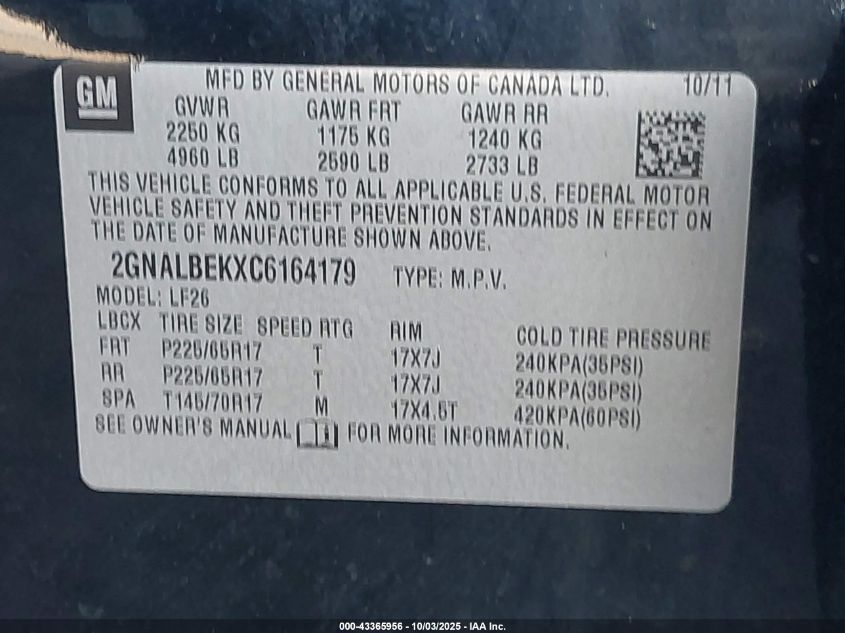 GM
MFD BY GENERAL MOTORS OF CANADA LTD. 10/11
GVWR GAWR FRT GAWR RR
2250 KG 1175 KG 1240 KG
4960 LB 2590 LB 2733 LB
THIS VEHICLE CONFORMS TO ALL APPLICABLE U.S. FEDERAL MOTOR
VEHICLE SAFETY AND THEFT PREVENTION STANDARDS IN EFFECT ON
THE DATE OF MANUFACTURE SHOWN ABOVE.
2GNALBEKXC6164179 TYPE: M.P.V.
MODEL: LF26
LBCX TIRE SIZE SPEED RTG RIM COLD TIRE PRESSURE
FRT P225/65R17 T 17X7J 240KPA(35PSI)
RR P225/65R17 T 17X7J 240KPA(35PSI)
SPA T145/70R17 M 17X4.5T 420KPA(60PSI)
SEE OWNER'S MANUAL FOR MORE INFORMATION.
000-43365956 - 10/03/2025 - IAA Inc.